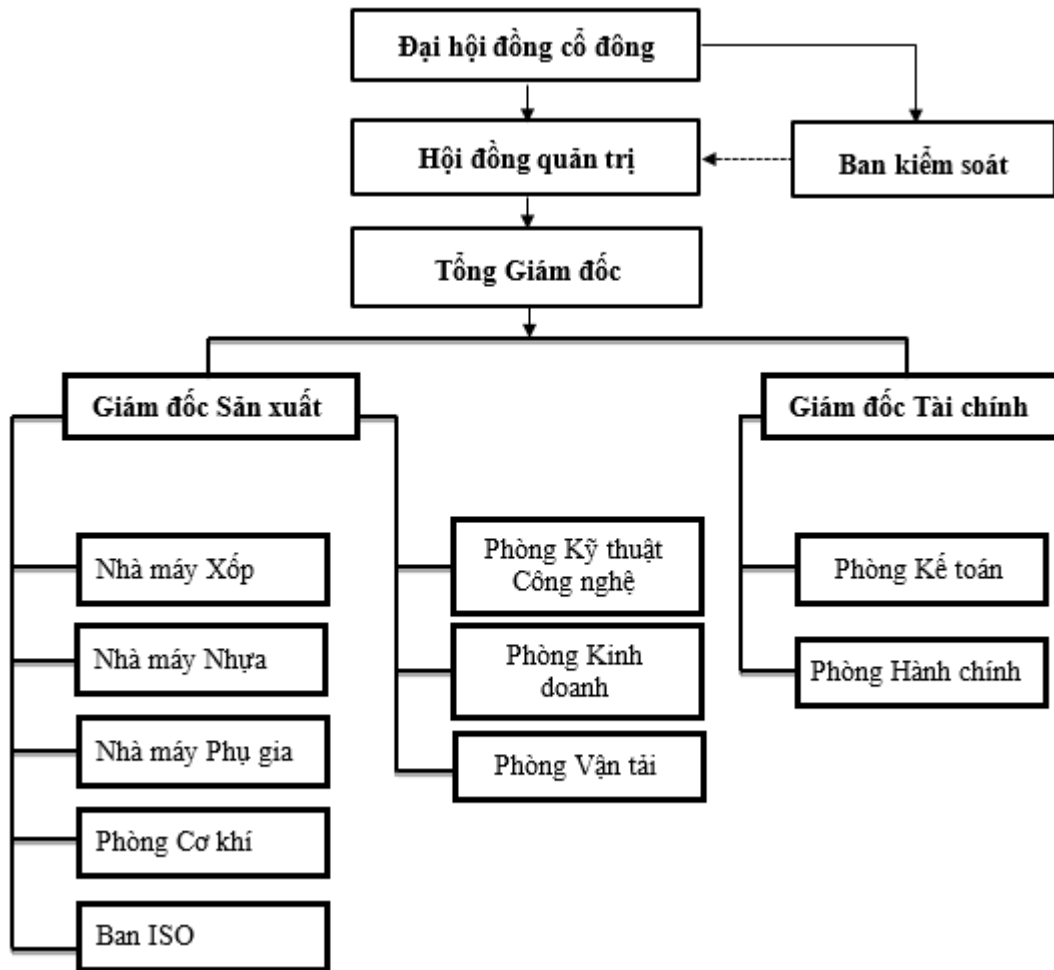 Đại hội đồng cổ đông
Hội đồng quản trị
Ban kiểm soát
Tổng Giám đốc
Giám đốc Sản xuất
Giám đốc Tài chính
Nhà máy Xốp
Nhà máy Nhựa
Nhà máy Phụ gia
Phòng Cơ khí
Ban ISO
Phòng Kỹ thuật
Công nghệ
Phòng Kinh
doanh
Phòng Vận tải
Phòng Kế toán
Phòng Hành chính